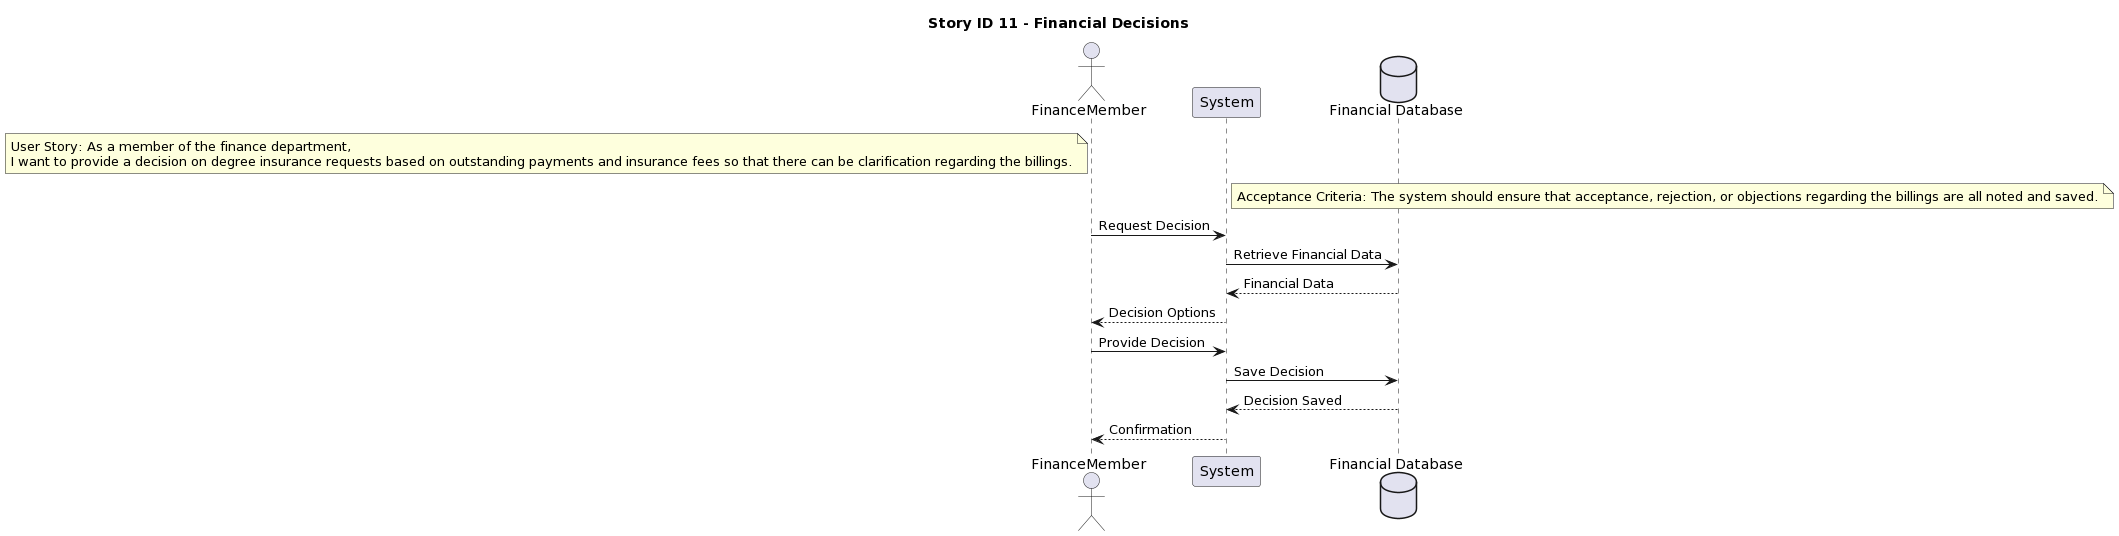 Story ID 11 - Financial Decisions
FinanceMember
System
Financial Database
User Story: As a member of the finance department,
I want to provide a decision on degree insurance requests based on outstanding payments and insurance fees so that there can be clarification regarding the billings.
Acceptance Criteria: The system should ensure that acceptance, rejection, or objections regarding the billings are all noted and saved.
Request Decision
Retrieve Financial Data
Financial Data
Decision Options
Provide Decision
Save Decision
Decision Saved
Confirmation
FinanceMember
System
Financial Database